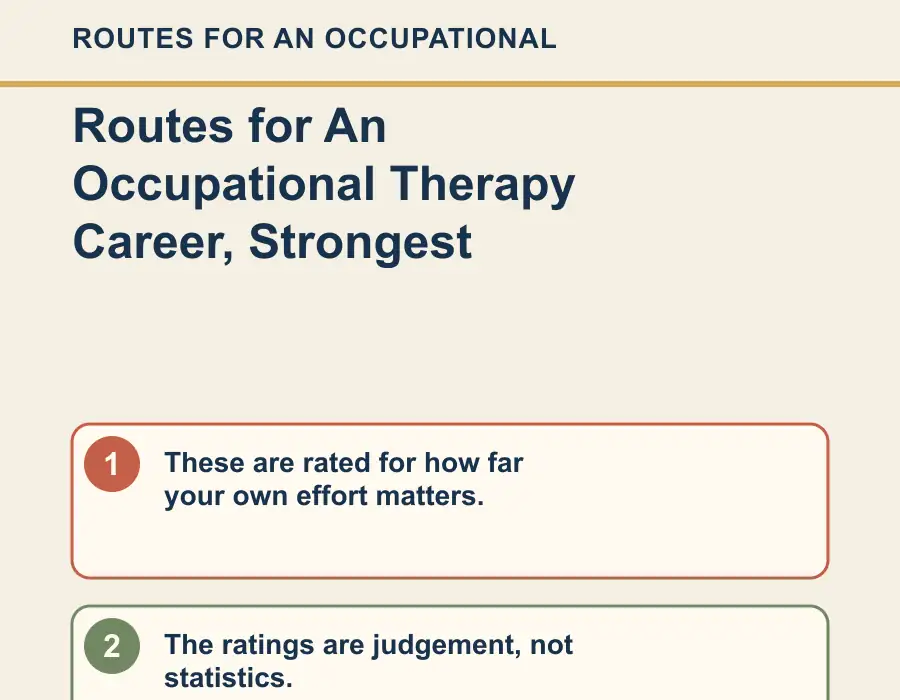 ROUTES FOR AN OCCUPATIONAL
Routes for An
Occupational Therapy
Career, Strongest
1
These are rated for how far
your own effort matters.
2
The ratings are judgement, not
statistics.